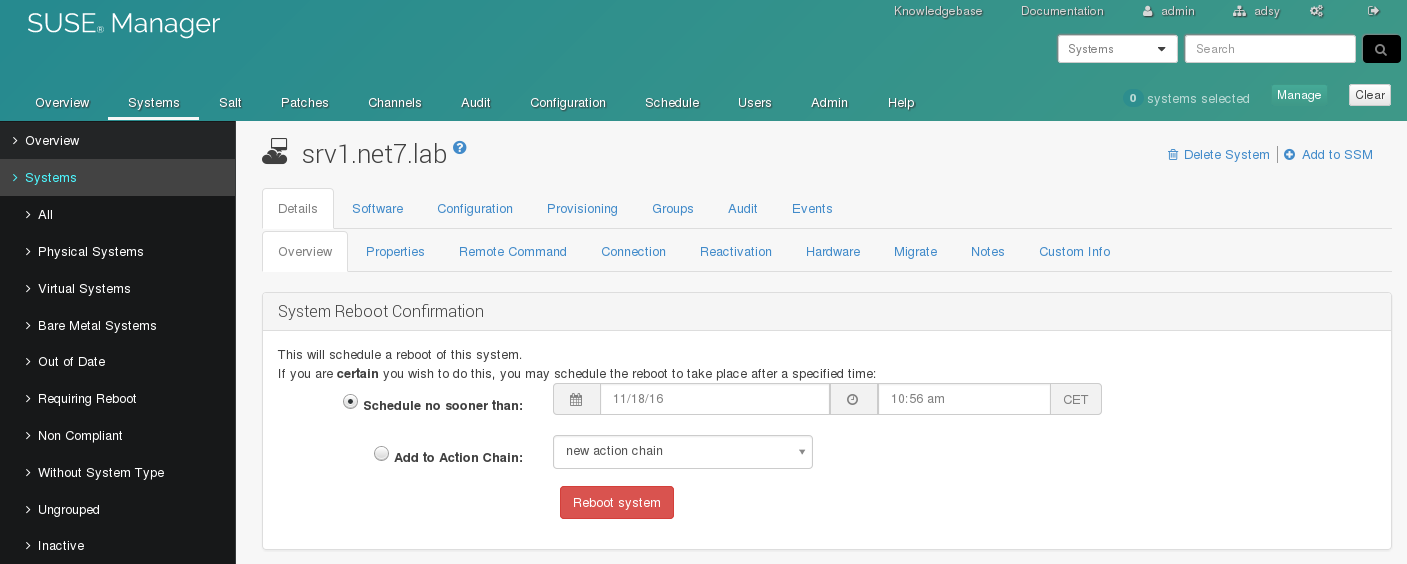 SUSE® Manager
Knowledgebase Documentation admin adsy
Systems Search
Overview Systems Salt Patches Channels Audit Configuration Schedule Users Admin Help
0 systems selected Manage Clear
Overview
Systems
All
Physical Systems
Virtual Systems
Bare Metal Systems
Out of Date
Requiring Reboot
Non Compliant
Without System Type
Ungrouped
Inactive
srv1.net7.lab ?
Delete System Add to SSM
Details Software Configuration Provisioning Groups Audit Events
Overview Properties Remote Command Connection Reactivation Hardware Migrate Notes Custom Info
System Reboot Confirmation
This will schedule a reboot of this system.
If you are certain you wish to do this, you may schedule the reboot to take place after a specified time:
Schedule no sooner than: 11/18/16 10:56 am CET
Add to Action Chain: new action chain
Reboot system